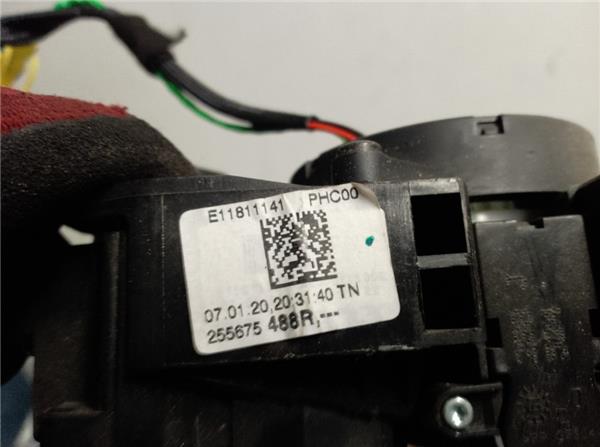 E11811141 PHC00
07.01.20,20:31:40 TN
255675 488R,---